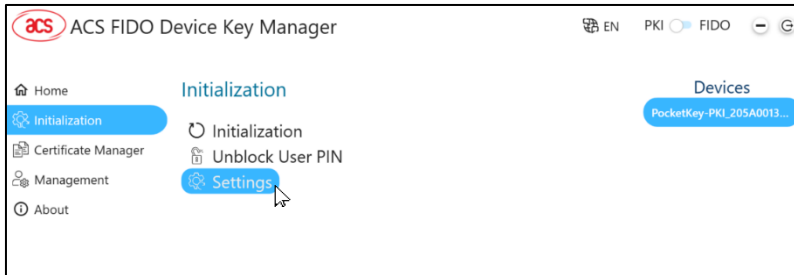 acs ACS FIDO Device Key Manager EN PKI FIDO
Home
Initialization
Certificate Manager
Management
About
Initialization
Initialization
Unblock User PIN
Settings
Devices
PocketKey-PKI_205A0013...